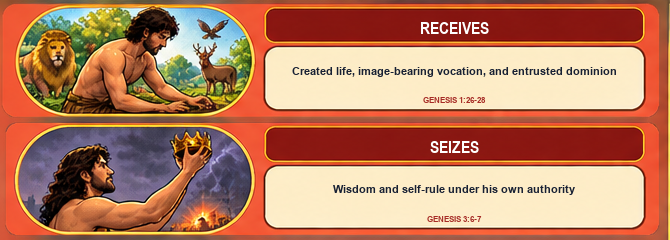 RECEIVES
Created life, image-bearing vocation, and entrusted dominion
GENESIS 1:26-28
SEIZES
Wisdom and self-rule under his own authority
GENESIS 3:6-7